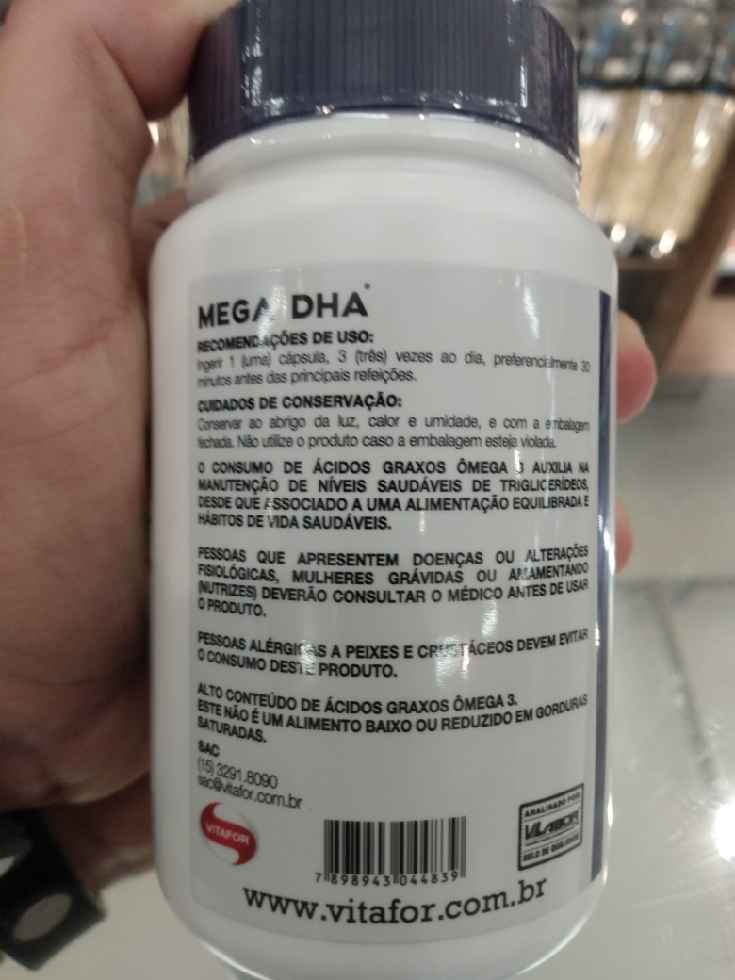 MEGA DHA®
RECOMENDAÇÕES DE USO:
Ingerir 1 (uma) cápsula, 3 (três) vezes ao dia, preferencialmente 30
minutos antes das principais refeições.
CUIDADOS DE CONSERVAÇÃO:
Conservar ao abrigo da luz, calor e umidade, e com a embalagem
fechada. Não utilize o produto caso a embalagem esteja violada.
O CONSUMO DE ÁCIDOS GRAXOS ÔMEGA 3 AUXILIA NA
MANUTENÇÃO DE NÍVEIS SAUDÁVEIS DE TRIGLICERÍDEOS,
DESDE QUE ASSOCIADO A UMA ALIMENTAÇÃO EQUILIBRADA E
HÁBITOS DE VIDA SAUDÁVEIS.
PESSOAS QUE APRESENTEM DOENÇAS OU ALTERAÇÕES
FISIOLÓGICAS, MULHERES GRÁVIDAS OU AMAMENTANDO
(NUTRIZES) DEVERÃO CONSULTAR O MÉDICO ANTES DE USAR
O PRODUTO.
PESSOAS ALÉRGICAS A PEIXES E CRUSTÁCEOS DEVEM EVITAR
O CONSUMO DESTE PRODUTO.
ALTO CONTEÚDO DE ÁCIDOS GRAXOS ÔMEGA 3.
ESTE NÃO É UM ALIMENTO BAIXO OU REDUZIDO EM GORDURAS
SATURADAS.
SAC
(15) 3291.8090
sac@vitafor.com.br
VITAFOR
7 898943 044839
ANALISADO POR
VILABOR
SELO DE QUALIDADE
www.vitafor.com.br